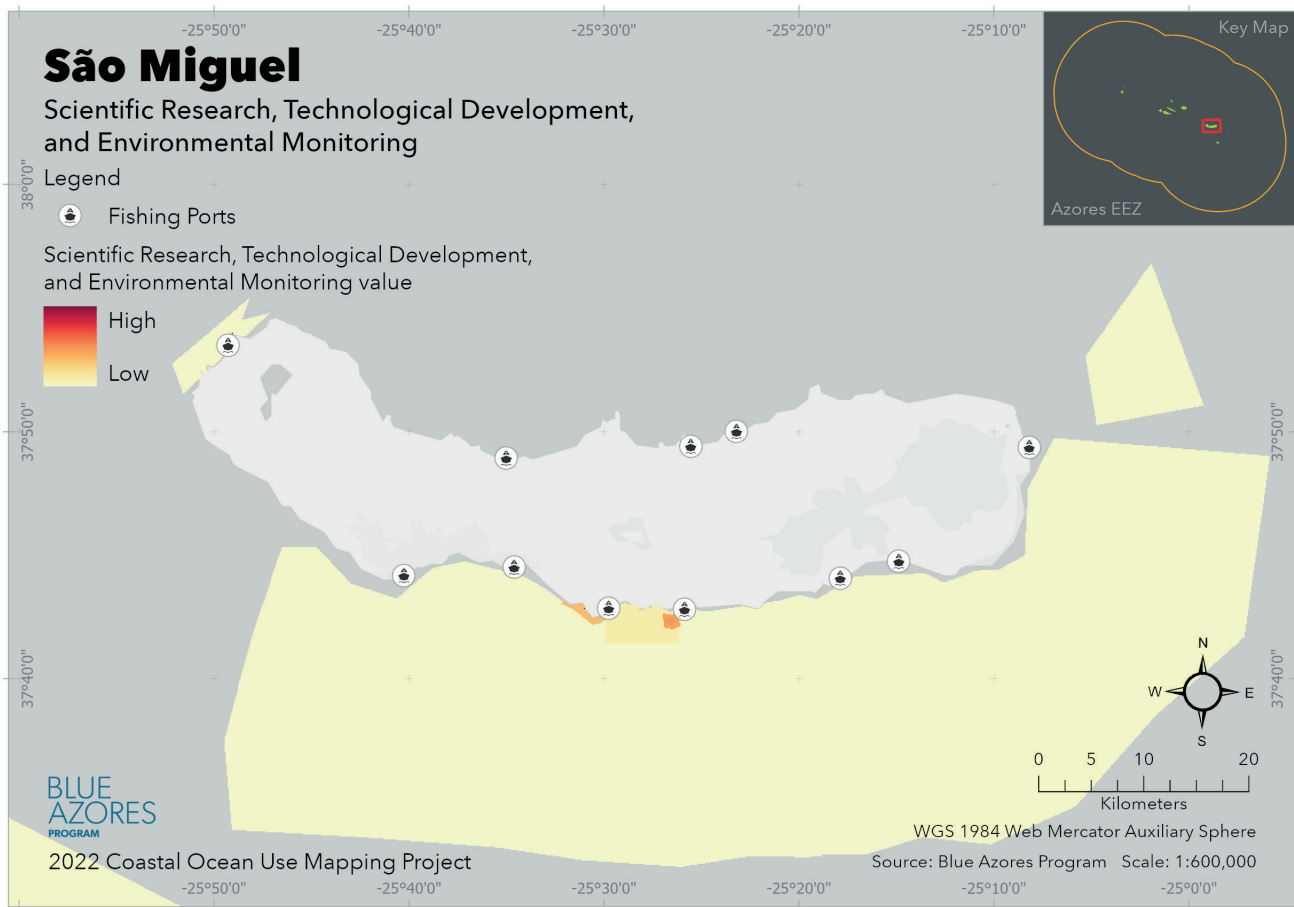 -25°50'0"
-25°40'0"
-25°30'0"
-25°20'0"
-25°10'0"
Key Map
São Miguel
Scientific Research, Technological Development,
and Environmental Monitoring
Legend
Fishing Ports
Scientific Research, Technological Development,
and Environmental Monitoring value
High
Low
Azores EEZ
38°0'0"
37°50'0"
37°50'0"
37°40'0"
37°40'0"
N
W
E
S
0 5 10 20
Kilometers
BLUE
AZORES
PROGRAM
2022 Coastal Ocean Use Mapping Project
WGS 1984 Web Mercator Auxiliary Sphere
Source: Blue Azores Program Scale: 1:600,000
-25°50'0"
-25°40'0"
-25°30'0"
-25°20'0"
-25°10'0"
-25°0'0"